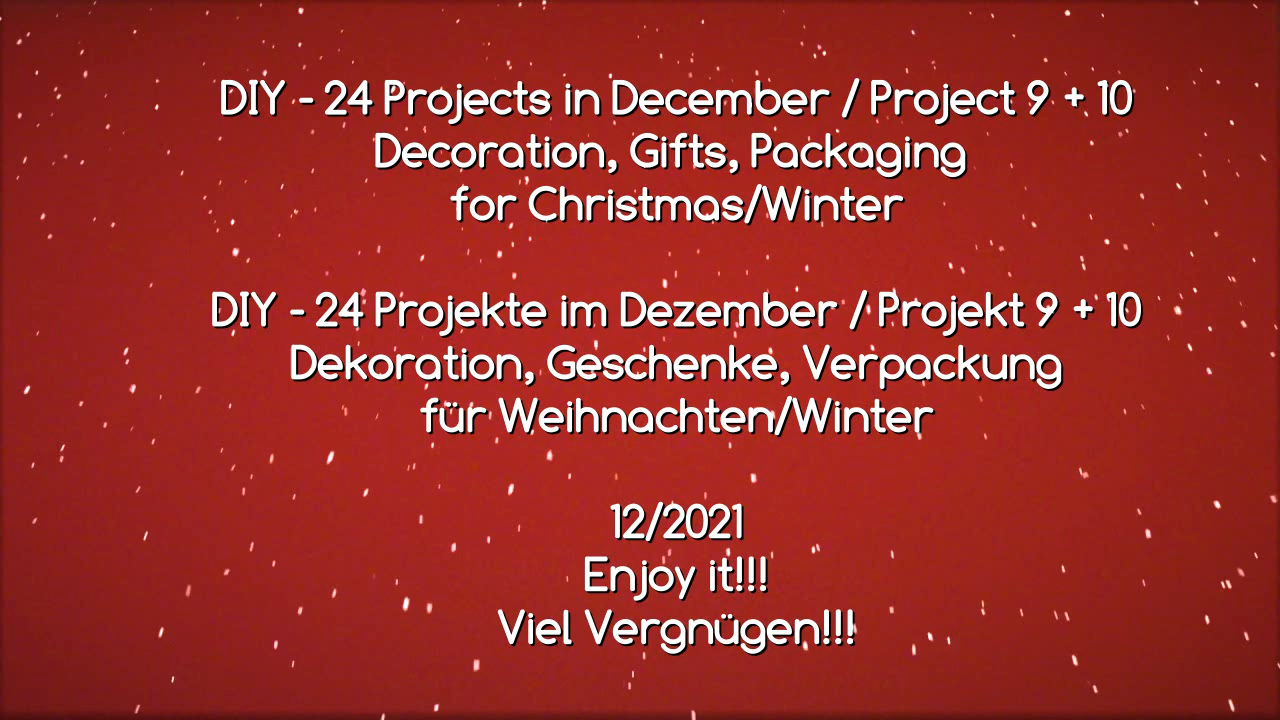 DIY - 24 Projects in December / Project 9 + 10
Decoration, Gifts, Packaging
for Christmas/Winter
DIY - 24 Projekte im Dezember / Projekt 9 + 10
Dekoration, Geschenke, Verpackung
für Weihnachten/Winter
12/2021
Enjoy it!!!
Viel Vergnügen!!!